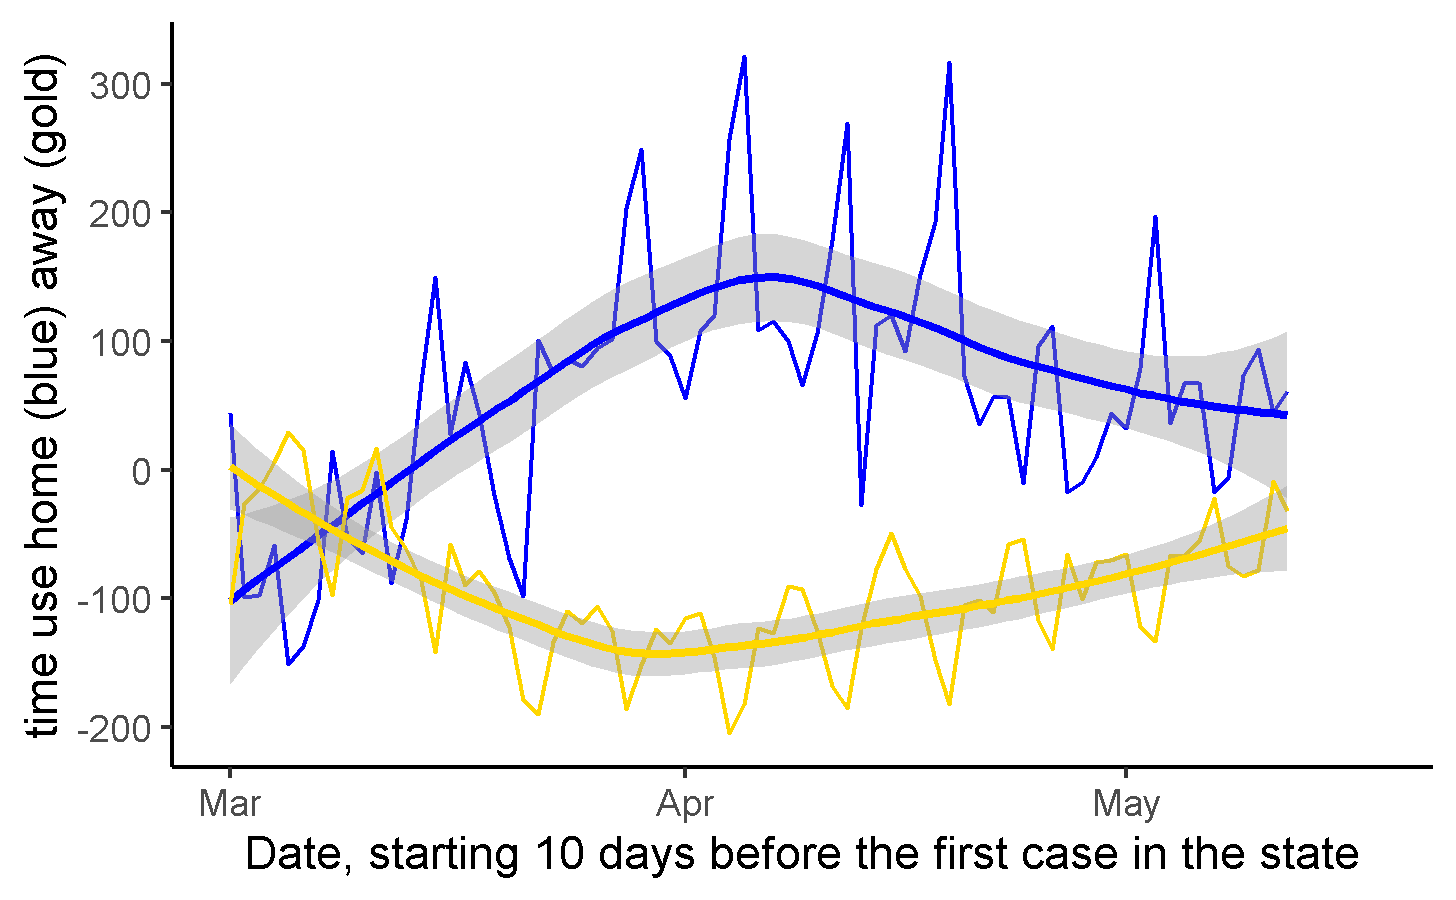 time use home (blue) away (gold)
300
200
100
0
-100
-200
Mar
Apr
May
Date, starting 10 days before the first case in the state